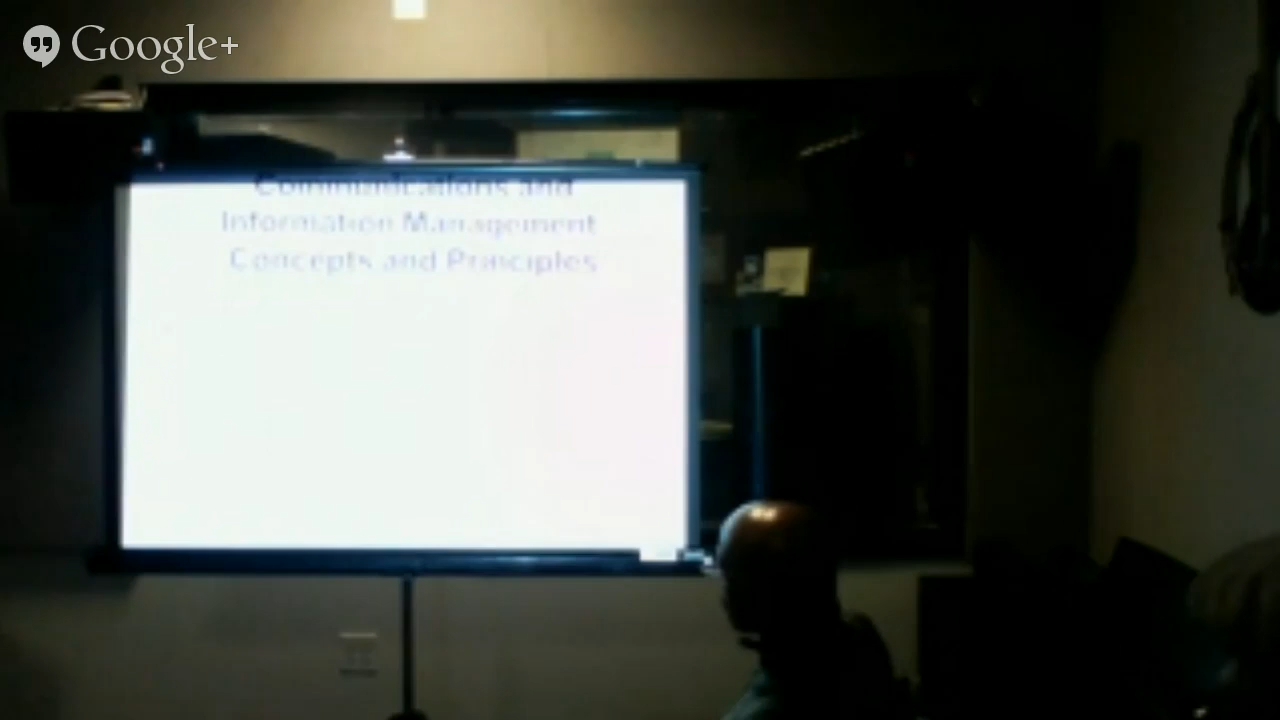 Google+
Communications and
Information Management
Concepts and Principles